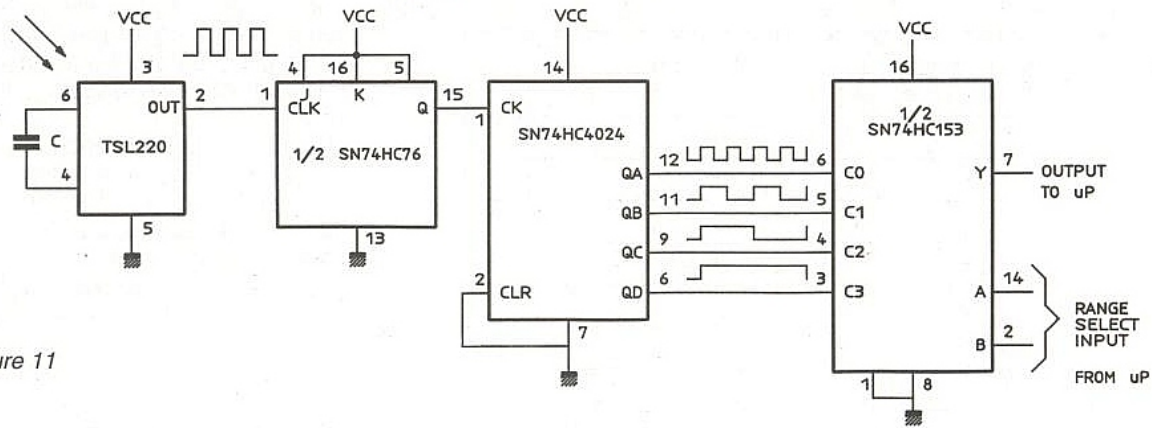 VCC
3
6
OUT
2
C
TSL220
4
5
VCC
4
16
5
J
K
1
CLK
Q
15
1/2 SN74HC76
13
VCC
14
CK
1
SN74HC4024
QA
12
QB
11
QC
9
QD
6
2
CLR
7
VCC
16
1/2
SN74HC153
6
C0
5
C1
4
C2
3
C3
Y
7
OUTPUT
TO uP
A
14
B
2
RANGE
SELECT
INPUT
FROM uP
1
8
ure 11